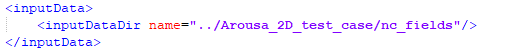 <inputData>
    <inputDataDir name="../Arousa_2D_test_case/nc_fields"/>
</inputData>